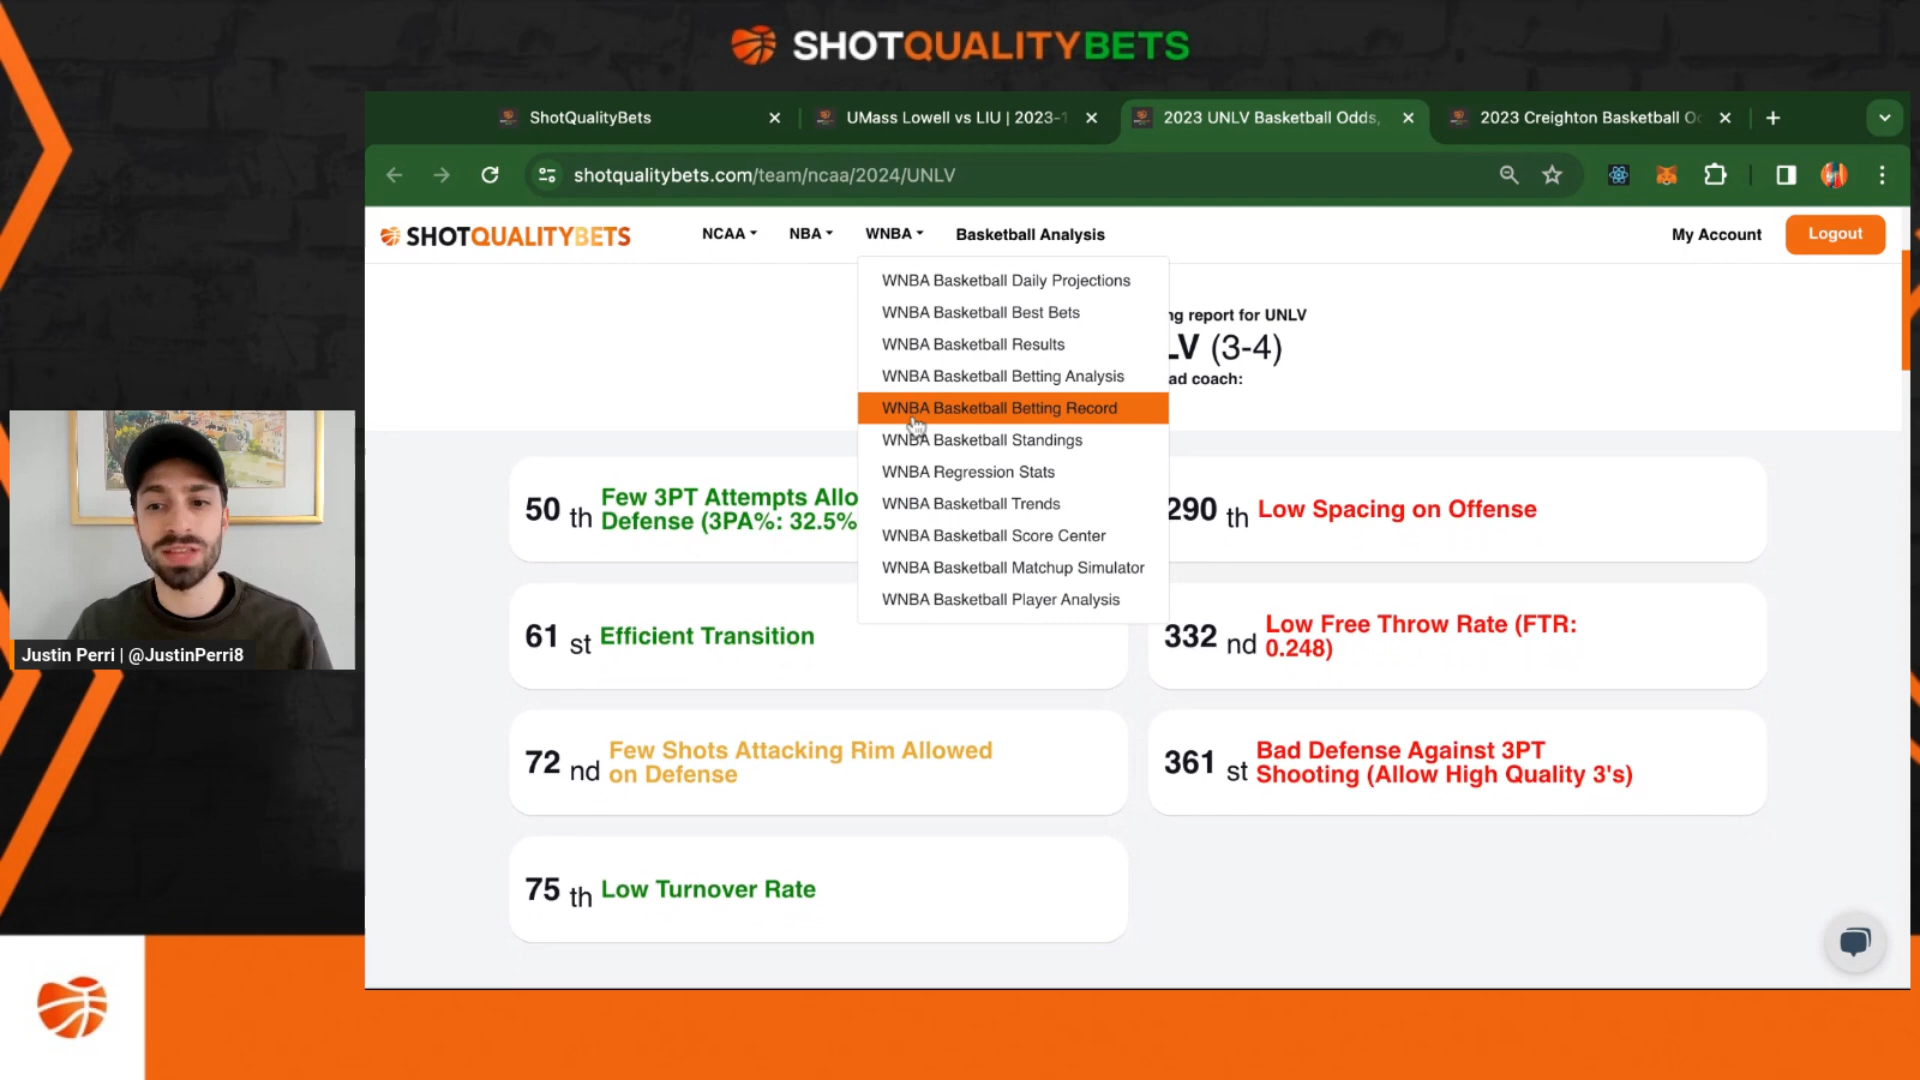 SHOTQUALITYBETS
ShotQualityBets
UMass Lowell vs LIU | 2023-1
2023 UNLV Basketball Odds,
2023 Creighton Basketball O
shotqualitybets.com/team/ncaa/2024/UNLV
SHOTQUALITYBETS
NCAA
NBA
WNBA
Basketball Analysis
My Account
Logout
WNBA Basketball Daily Projections
WNBA Basketball Best Bets
WNBA Basketball Results
WNBA Basketball Betting Analysis
WNBA Basketball Betting Record
WNBA Basketball Standings
WNBA Regression Stats
WNBA Basketball Trends
WNBA Basketball Score Center
WNBA Basketball Matchup Simulator
WNBA Basketball Player Analysis
ng report for UNLV
LV (3-4)
ad coach:
50 th Few 3PT Attempts Allo
Defense (3PA%: 32.5%
290 th Low Spacing on Offense
61 st Efficient Transition
332 nd Low Free Throw Rate (FTR:
0.248)
72 nd Few Shots Attacking Rim Allowed
on Defense
361 st Bad Defense Against 3PT
Shooting (Allow High Quality 3's)
75 th Low Turnover Rate
Justin Perri | @JustinPerri8